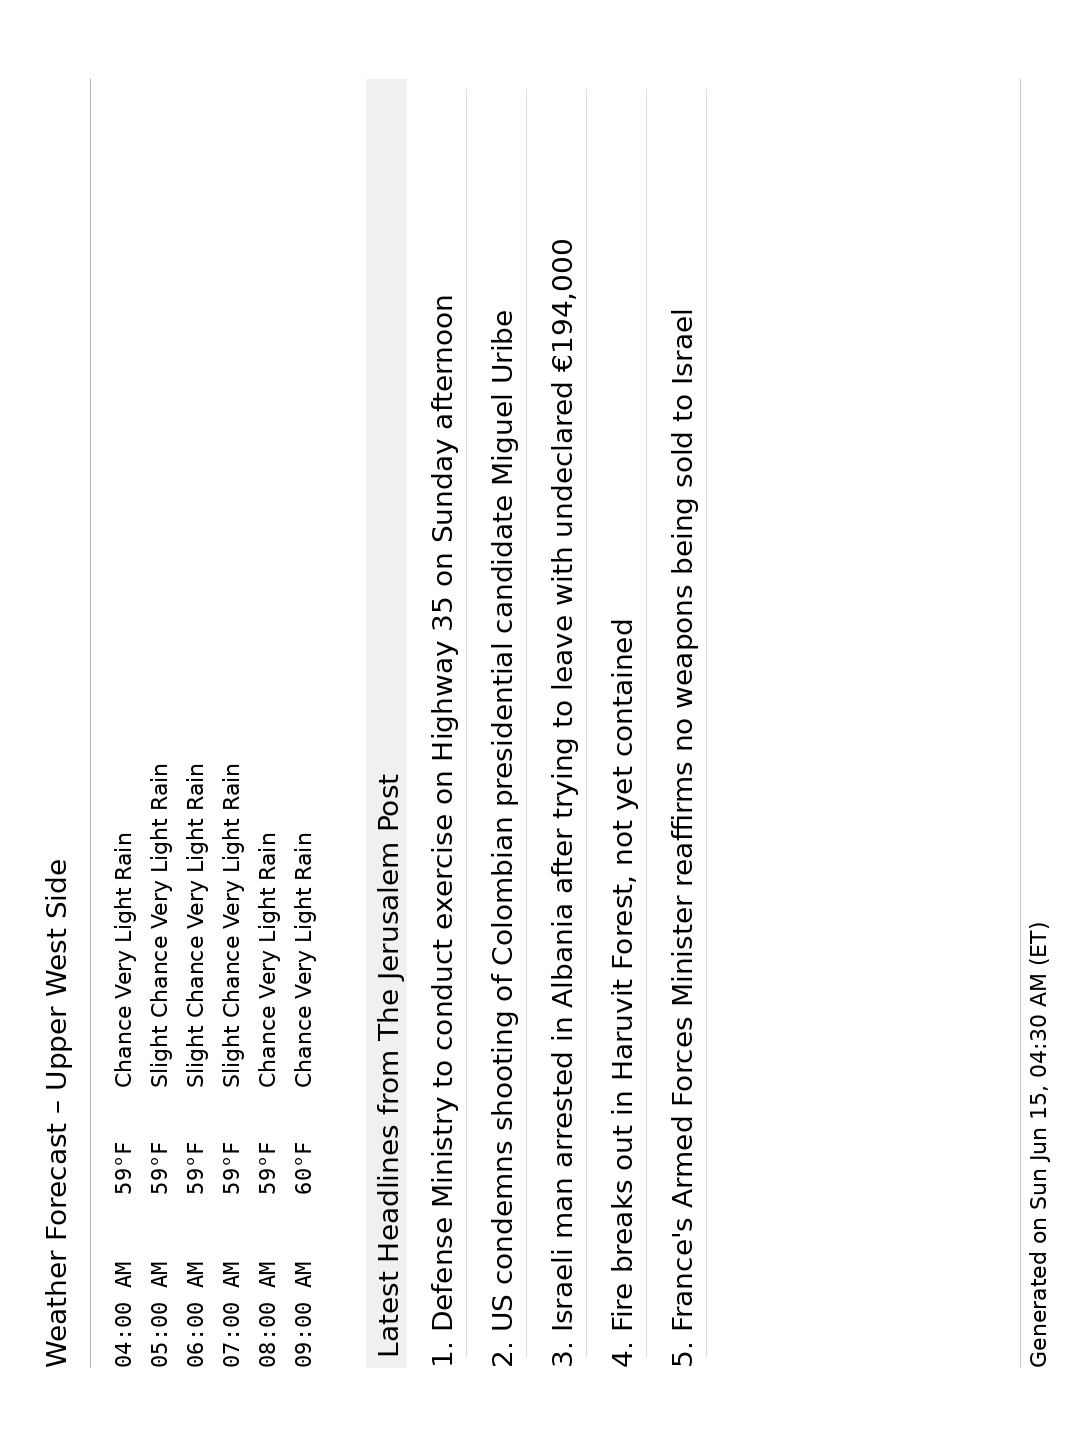 Weather Forecast – Upper West Side
04:00 AM 59°F Chance Very Light Rain
05:00 AM 59°F Slight Chance Very Light Rain
06:00 AM 59°F Slight Chance Very Light Rain
07:00 AM 59°F Slight Chance Very Light Rain
08:00 AM 59°F Chance Very Light Rain
09:00 AM 60°F Chance Very Light Rain
Latest Headlines from The Jerusalem Post
1. Defense Ministry to conduct exercise on Highway 35 on Sunday afternoon
2. US condemns shooting of Colombian presidential candidate Miguel Uribe
3. Israeli man arrested in Albania after trying to leave with undeclared €194,000
4. Fire breaks out in Haruvit Forest, not yet contained
5. France's Armed Forces Minister reaffirms no weapons being sold to Israel
Generated on Sun Jun 15, 04:30 AM (ET)